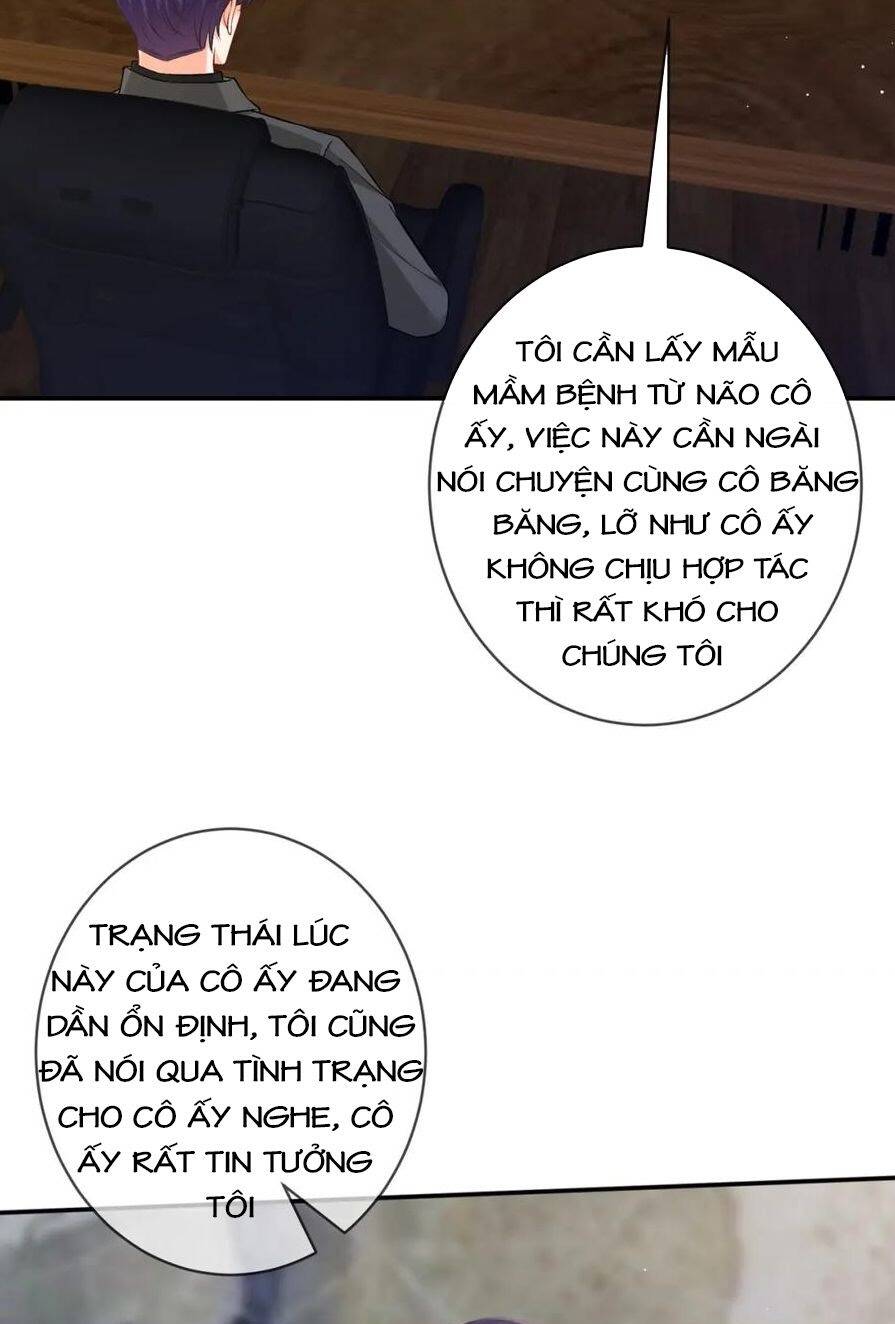 TÔI CẦN LẤY MẪU
MẦM BỆNH TỪ NÃO CÔ
ẤY, VIỆC NÀY CẦN NGÀI
NÓI CHUYỆN CÙNG CÔ BĂNG
BĂNG, LỠ NHƯ CÔ ẤY
KHÔNG CHỊU HỢP TÁC
THÌ RẤT KHÓ CHO
CHÚNG TÔI
TRẠNG THÁI LÚC
NÀY CỦA CÔ ẤY ĐANG
DẦN ỔN ĐỊNH, TÔI CŨNG
ĐÃ NÓI QUA TÌNH TRẠNG
CHO CÔ ẤY NGHE, CÔ
ẤY RẤT TIN TƯỞNG
TÔI